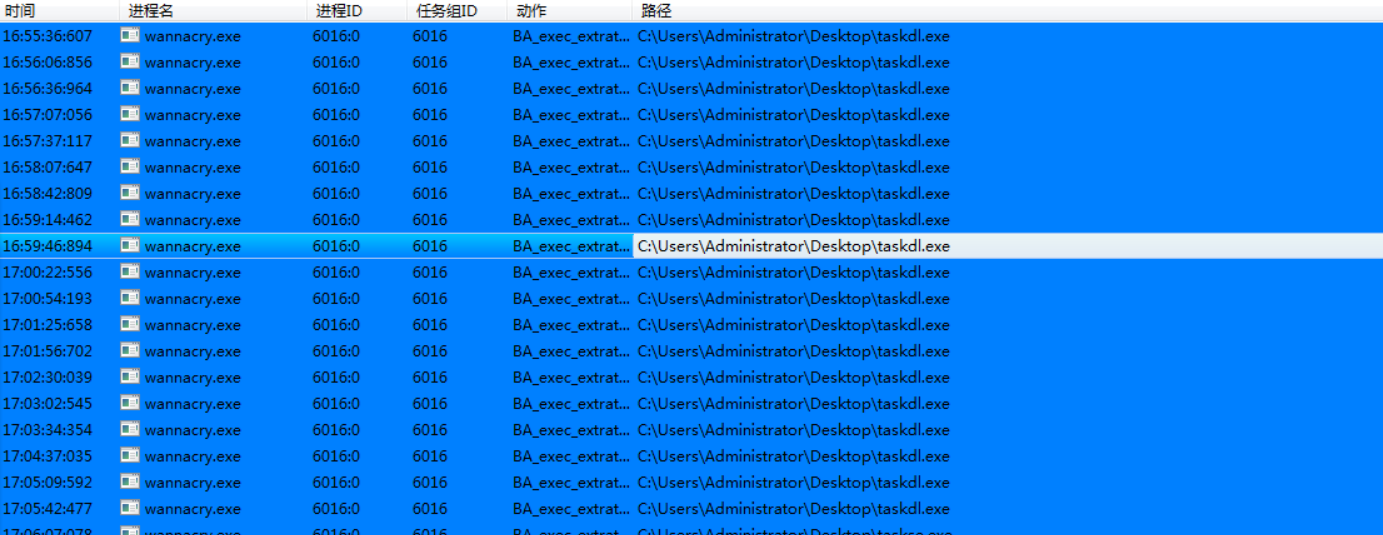 时间 进程名 进程ID 任务组ID 动作 路径
16:55:36:607 wannacry.exe 6016:0 6016 BA_exec_extrat... C:\Users\Administrator\Desktop\taskdl.exe
16:56:06:856 wannacry.exe 6016:0 6016 BA_exec_extrat... C:\Users\Administrator\Desktop\taskdl.exe
16:56:36:964 wannacry.exe 6016:0 6016 BA_exec_extrat... C:\Users\Administrator\Desktop\taskdl.exe
16:57:07:056 wannacry.exe 6016:0 6016 BA_exec_extrat... C:\Users\Administrator\Desktop\taskdl.exe
16:57:37:117 wannacry.exe 6016:0 6016 BA_exec_extrat... C:\Users\Administrator\Desktop\taskdl.exe
16:58:07:647 wannacry.exe 6016:0 6016 BA_exec_extrat... C:\Users\Administrator\Desktop\taskdl.exe
16:58:42:809 wannacry.exe 6016:0 6016 BA_exec_extrat... C:\Users\Administrator\Desktop\taskdl.exe
16:59:14:462 wannacry.exe 6016:0 6016 BA_exec_extrat... C:\Users\Administrator\Desktop\taskdl.exe
16:59:46:894 wannacry.exe 6016:0 6016 BA_exec_extrat... C:\Users\Administrator\Desktop\taskdl.exe
17:00:22:556 wannacry.exe 6016:0 6016 BA_exec_extrat... C:\Users\Administrator\Desktop\taskdl.exe
17:00:54:193 wannacry.exe 6016:0 6016 BA_exec_extrat... C:\Users\Administrator\Desktop\taskdl.exe
17:01:25:658 wannacry.exe 6016:0 6016 BA_exec_extrat... C:\Users\Administrator\Desktop\taskdl.exe
17:01:56:702 wannacry.exe 6016:0 6016 BA_exec_extrat... C:\Users\Administrator\Desktop\taskdl.exe
17:02:30:039 wannacry.exe 6016:0 6016 BA_exec_extrat... C:\Users\Administrator\Desktop\taskdl.exe
17:03:02:545 wannacry.exe 6016:0 6016 BA_exec_extrat... C:\Users\Administrator\Desktop\taskdl.exe
17:03:34:354 wannacry.exe 6016:0 6016 BA_exec_extrat... C:\Users\Administrator\Desktop\taskdl.exe
17:04:37:035 wannacry.exe 6016:0 6016 BA_exec_extrat... C:\Users\Administrator\Desktop\taskdl.exe
17:05:09:592 wannacry.exe 6016:0 6016 BA_exec_extrat... C:\Users\Administrator\Desktop\taskdl.exe
17:05:42:477 wannacry.exe 6016:0 6016 BA_exec_extrat... C:\Users\Administrator\Desktop\taskdl.exe